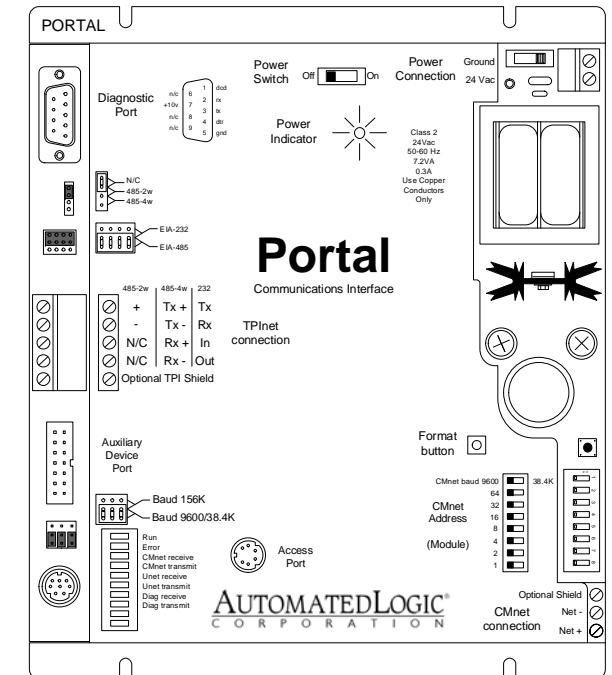 PORTAL
Diagnostic
Port
n/c 6 1 dcd
+10v 7 2 rx
n/c 8 3 tx
n/c 9 4 dtr
5 gnd
Power
Switch
Off
On
Power
Connection
Ground
24 Vac
Power
Indicator
Class 2
24Vac
50-60 Hz
7.2VA
0.3A
Use Copper
Conductors
Only
N/C
485-2w
485-4w
EIA-232
EIA-485
Portal
Communications Interface
485-2w 485-4w 232
+ Tx + Tx
- Tx - Rx
N/C Rx + In
N/C Rx - Out
Optional TPI Shield
TPInet
connection
Auxiliary
Device
Port
Baud 156K
Baud 9600/38.4K
Run
Error
CMnet receive
CMnet transmit
Unet receive
Unet transmit
Diag receive
Diag transmit
Access
Port
Format
button
CMnet baud 9600
38.4K
CMnet
Address
(Module)
64
32
16
8
4
2
1
Optional Shield
CMnet
connection
Net -
Net +
AUTOMATEDLOGIC®
CORPORATION